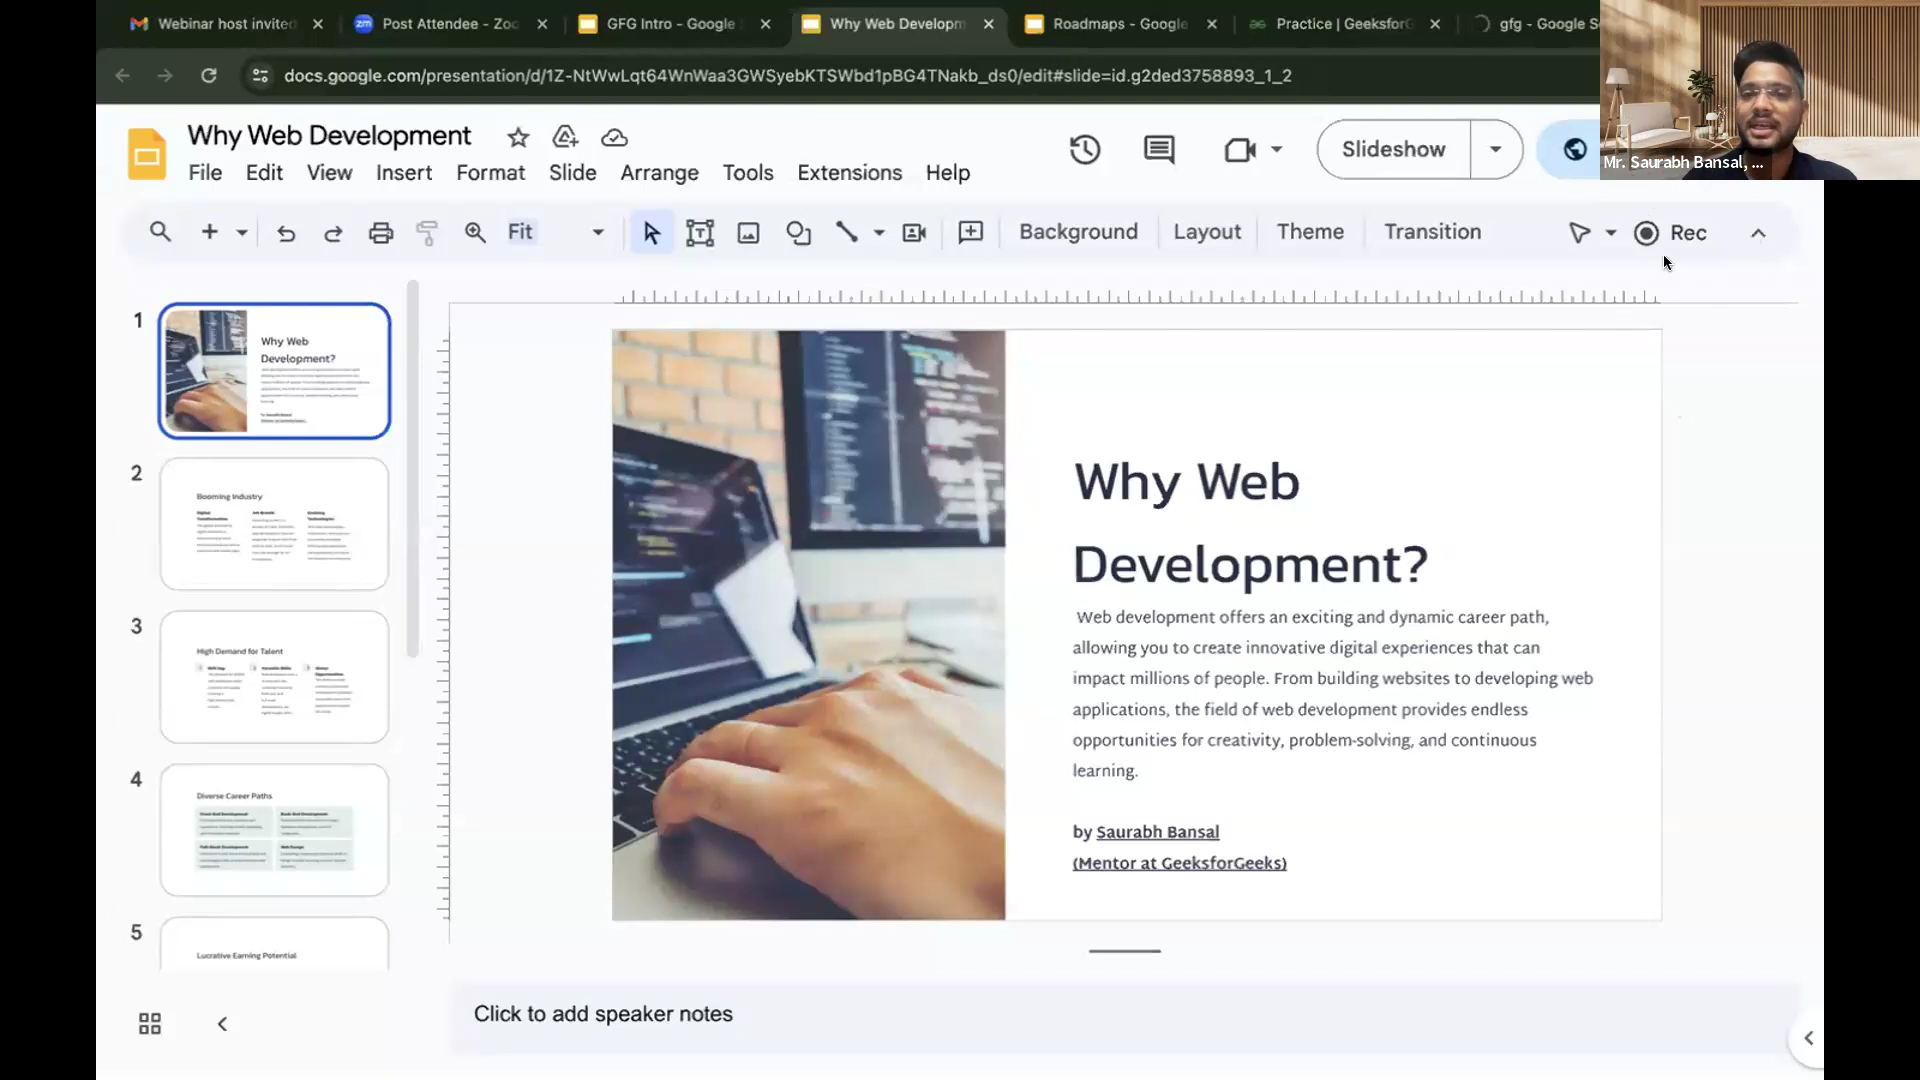 Webinar host invited
Post Attendee - Zoo
GFG Intro - Google
Why Web Developm
Roadmaps - Google
Practice | GeeksforG
gfg - Google S
docs.google.com/presentation/d/1Z-NtWwLqt64WnWaa3GWSyebKTSWbd1pBG4TNakb_ds0/edit#slide=id.g2ded3758893_1_2
Mr. Saurabh Bansal, ...
Why Web Development
Slideshow
File Edit View Insert Format Slide Arrange Tools Extensions Help
Fit
Background Layout Theme Transition
Rec
1
Why Web
Development?
2
Booming Industry
3
High Demand for Talent
4
Diverse Career Paths
5
Lucrative Earning Potential
Why Web
Development?
Web development offers an exciting and dynamic career path,
allowing you to create innovative digital experiences that can
impact millions of people. From building websites to developing web
applications, the field of web development provides endless
opportunities for creativity, problem-solving, and continuous
learning.
by Saurabh Bansal
(Mentor at GeeksforGeeks)
Click to add speaker notes